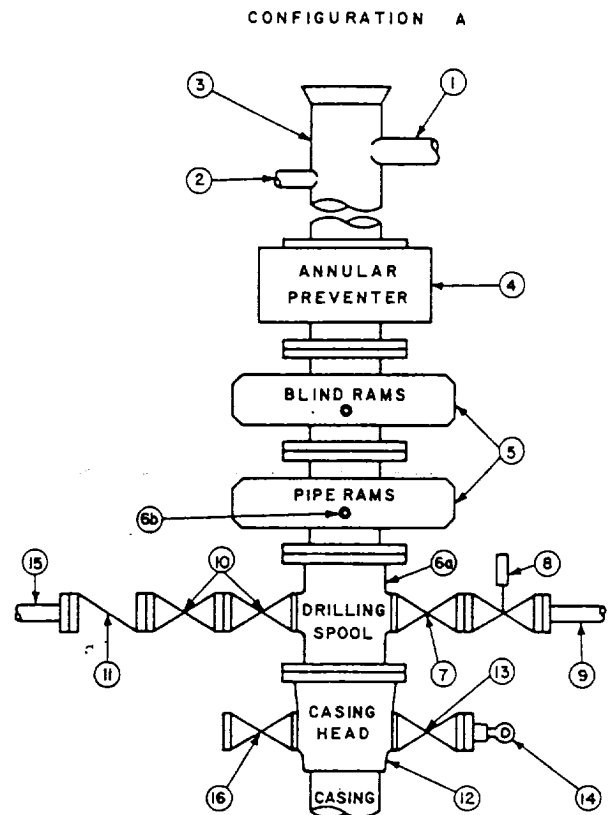 CONFIGURATION A
3
1
2
ANNULAR
PREVENTER
4
BLIND RAMS
5
PIPE RAMS
6b
15
10
6a
8
DRILLING
SPOOL
11
7
9
13
CASING
HEAD
16
12
14
CASING